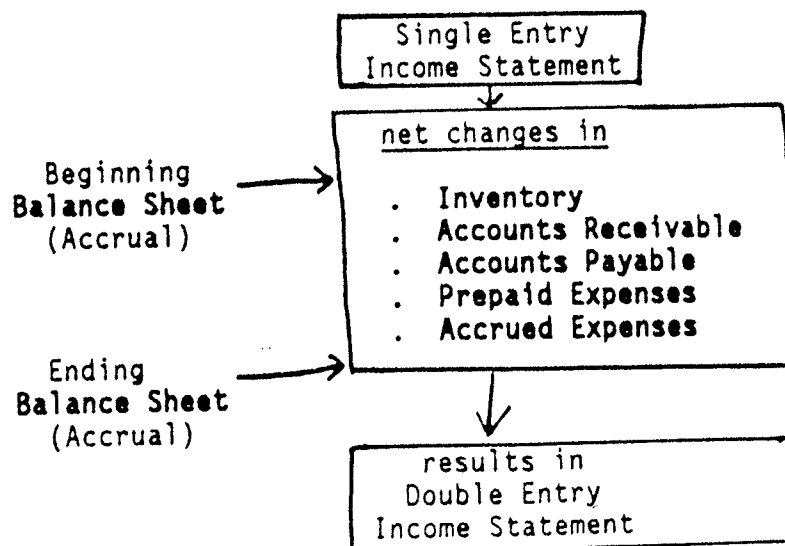 Single Entry
Income Statement
net changes in
Beginning
Balance Sheet
(Accrual)
. Inventory
. Accounts Receivable
. Accounts Payable
. Prepaid Expenses
. Accrued Expenses
Ending
Balance Sheet
(Accrual)
results in
Double Entry
Income Statement